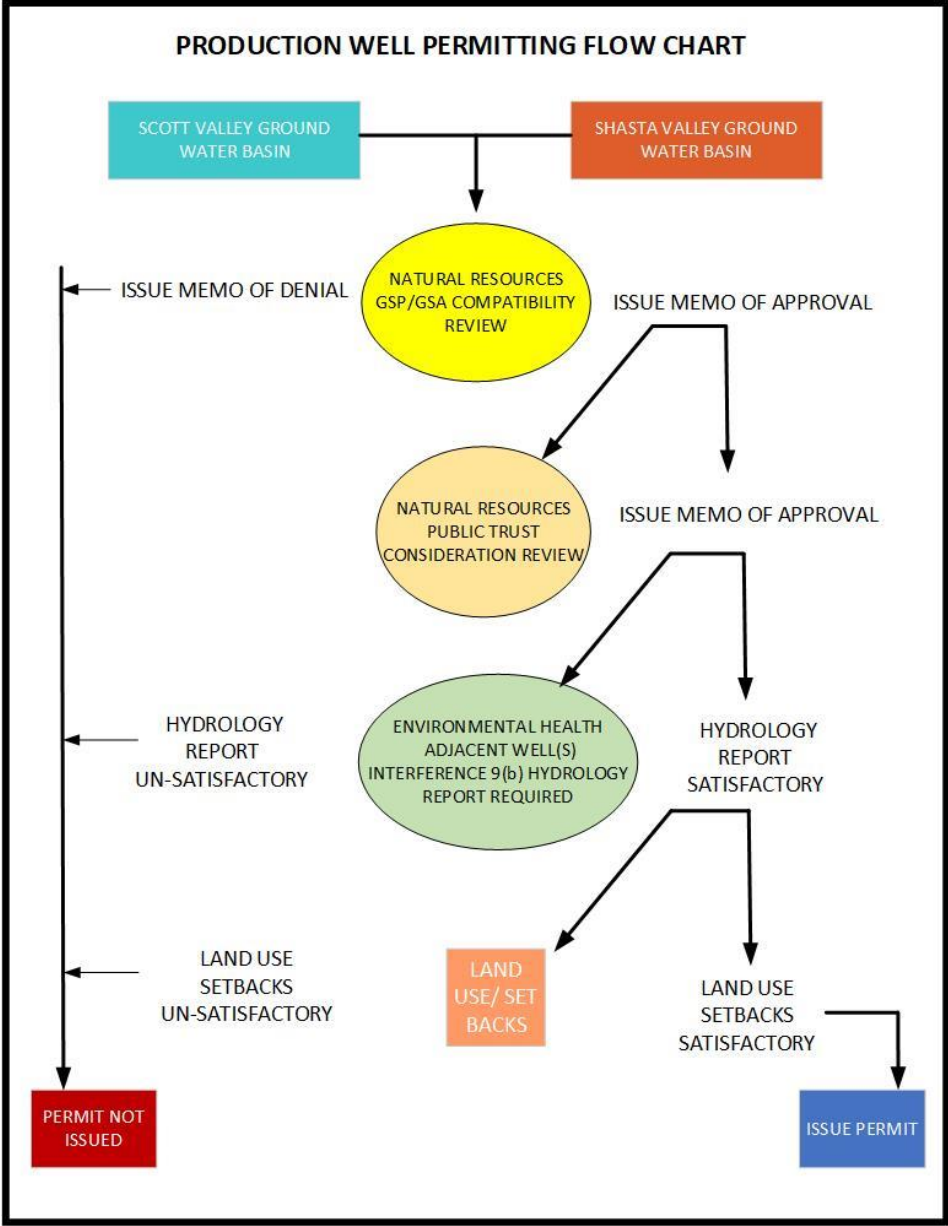 PRODUCTION WELL PERMITTING FLOW CHART
SCOTT VALLEY GROUND
WATER BASIN
SHASTA VALLEY GROUND
WATER BASIN
NATURAL RESOURCES
GSP/GSA COMPATIBILITY
REVIEW
ISSUE MEMO OF DENIAL
ISSUE MEMO OF APPROVAL
NATURAL RESOURCES
PUBLIC TRUST
CONSIDERATION REVIEW
ISSUE MEMO OF APPROVAL
ENVIRONMENTAL HEALTH
ADJACENT WELL(S)
INTERFERENCE 9(b) HYDROLOGY
REPORT REQUIRED
HYDROLOGY
REPORT
UN-SATISFACTORY
HYDROLOGY
REPORT
SATISFACTORY
LAND USE
SETBACKS
UN-SATISFACTORY
LAND
USE/ SET
BACKS
LAND USE
SETBACKS
SATISFACTORY
PERMIT NOT
ISSUED
ISSUE PERMIT